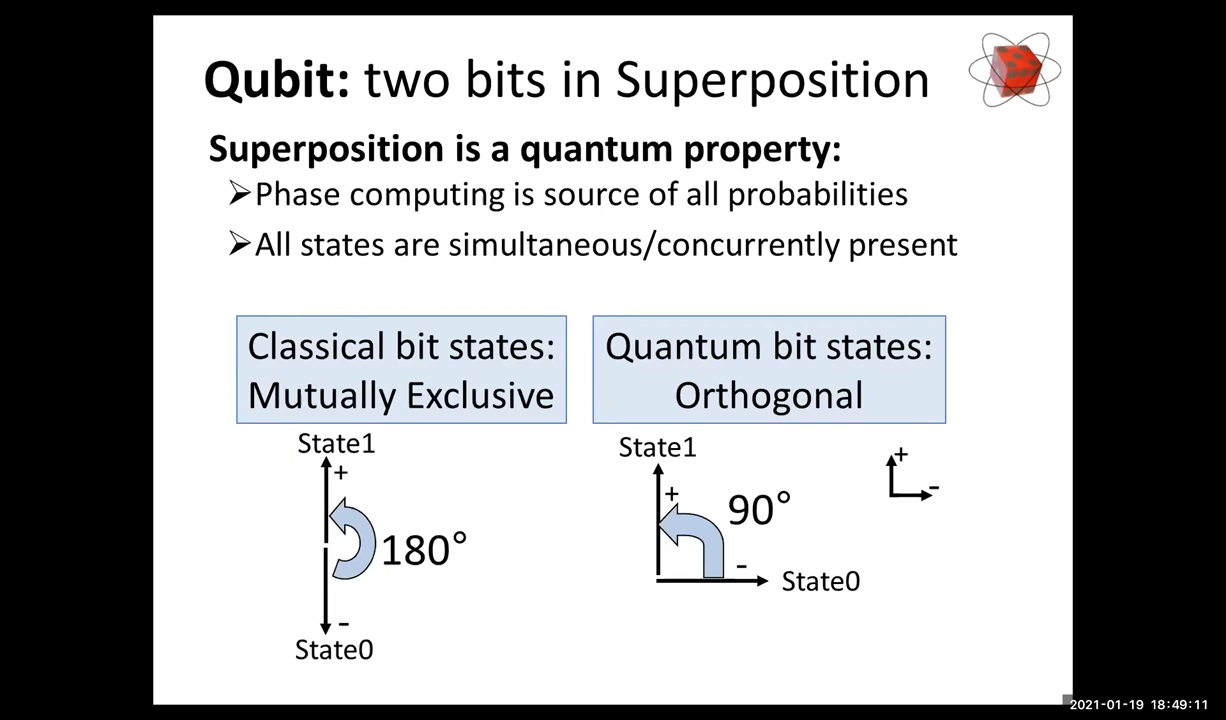 Qubit: two bits in Superposition
Superposition is a quantum property:
➢Phase computing is source of all probabilities
➢All states are simultaneous/concurrently present
Classical bit states:
Mutually Exclusive
Quantum bit states:
Orthogonal
State1
+
180°
-
State0
State1
+
90°
-
State0
+
-
2021-01-19 18:49:11